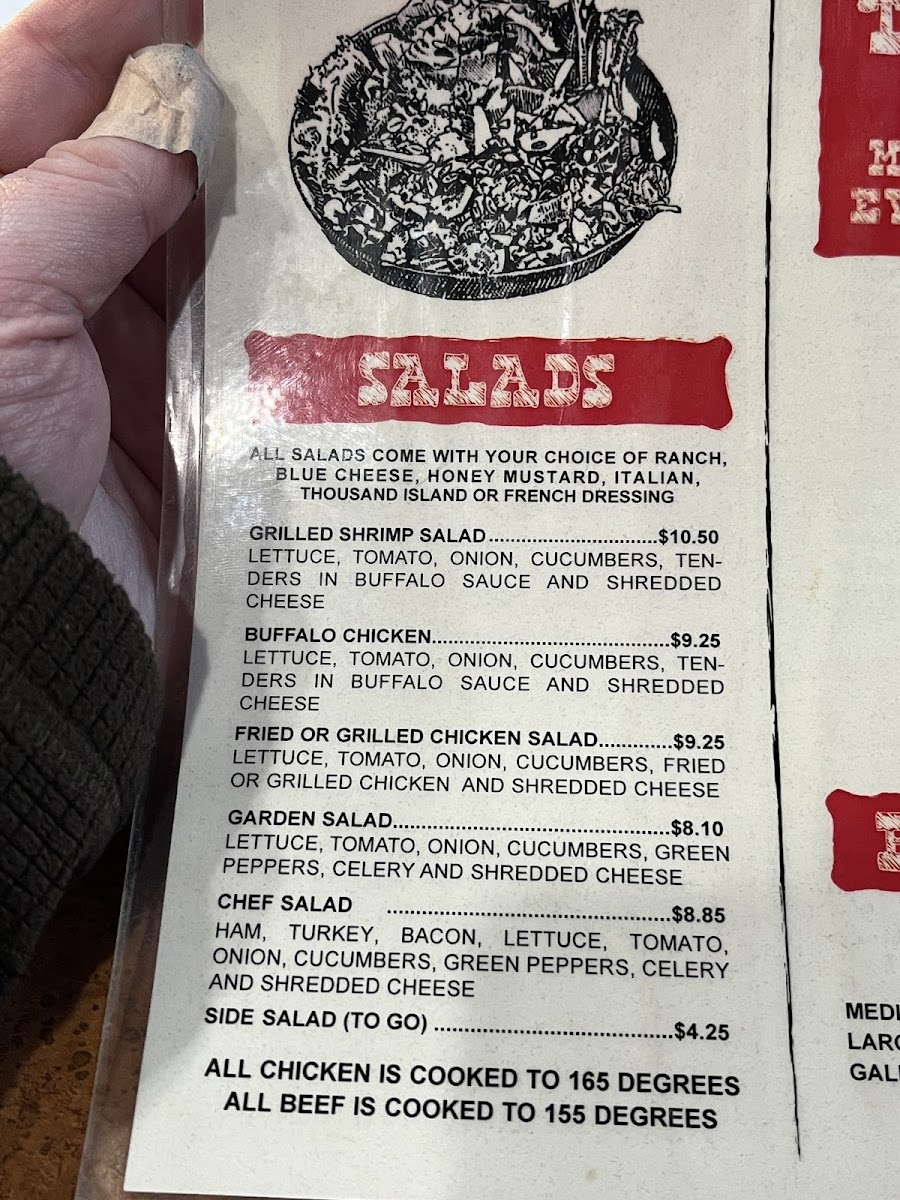 SALADS
ALL SALADS COME WITH YOUR CHOICE OF RANCH,
BLUE CHEESE, HONEY MUSTARD, ITALIAN,
THOUSAND ISLAND OR FRENCH DRESSING
GRILLED SHRIMP SALAD..............................$10.50
LETTUCE, TOMATO, ONION, CUCUMBERS, TEN-
DERS IN BUFFALO SAUCE AND SHREDDED
CHEESE
BUFFALO CHICKEN..........................................$9.25
LETTUCE, TOMATO, ONION, CUCUMBERS, TEN-
DERS IN BUFFALO SAUCE AND SHREDDED
CHEESE
FRIED OR GRILLED CHICKEN SALAD.............$9.25
LETTUCE, TOMATO, ONION, CUCUMBERS, FRIED
OR GRILLED CHICKEN AND SHREDDED CHEESE
GARDEN SALAD.................................................$8.10
LETTUCE, TOMATO, ONION, CUCUMBERS, GREEN
PEPPERS, CELERY AND SHREDDED CHEESE
CHEF SALAD ..................................................$8.85
HAM, TURKEY, BACON, LETTUCE, TOMATO,
ONION, CUCUMBERS, GREEN PEPPERS, CELERY
AND SHREDDED CHEESE
SIDE SALAD (TO GO) ..........................................$4.25
ALL CHICKEN IS COOKED TO 165 DEGREES
ALL BEEF IS COOKED TO 155 DEGREES